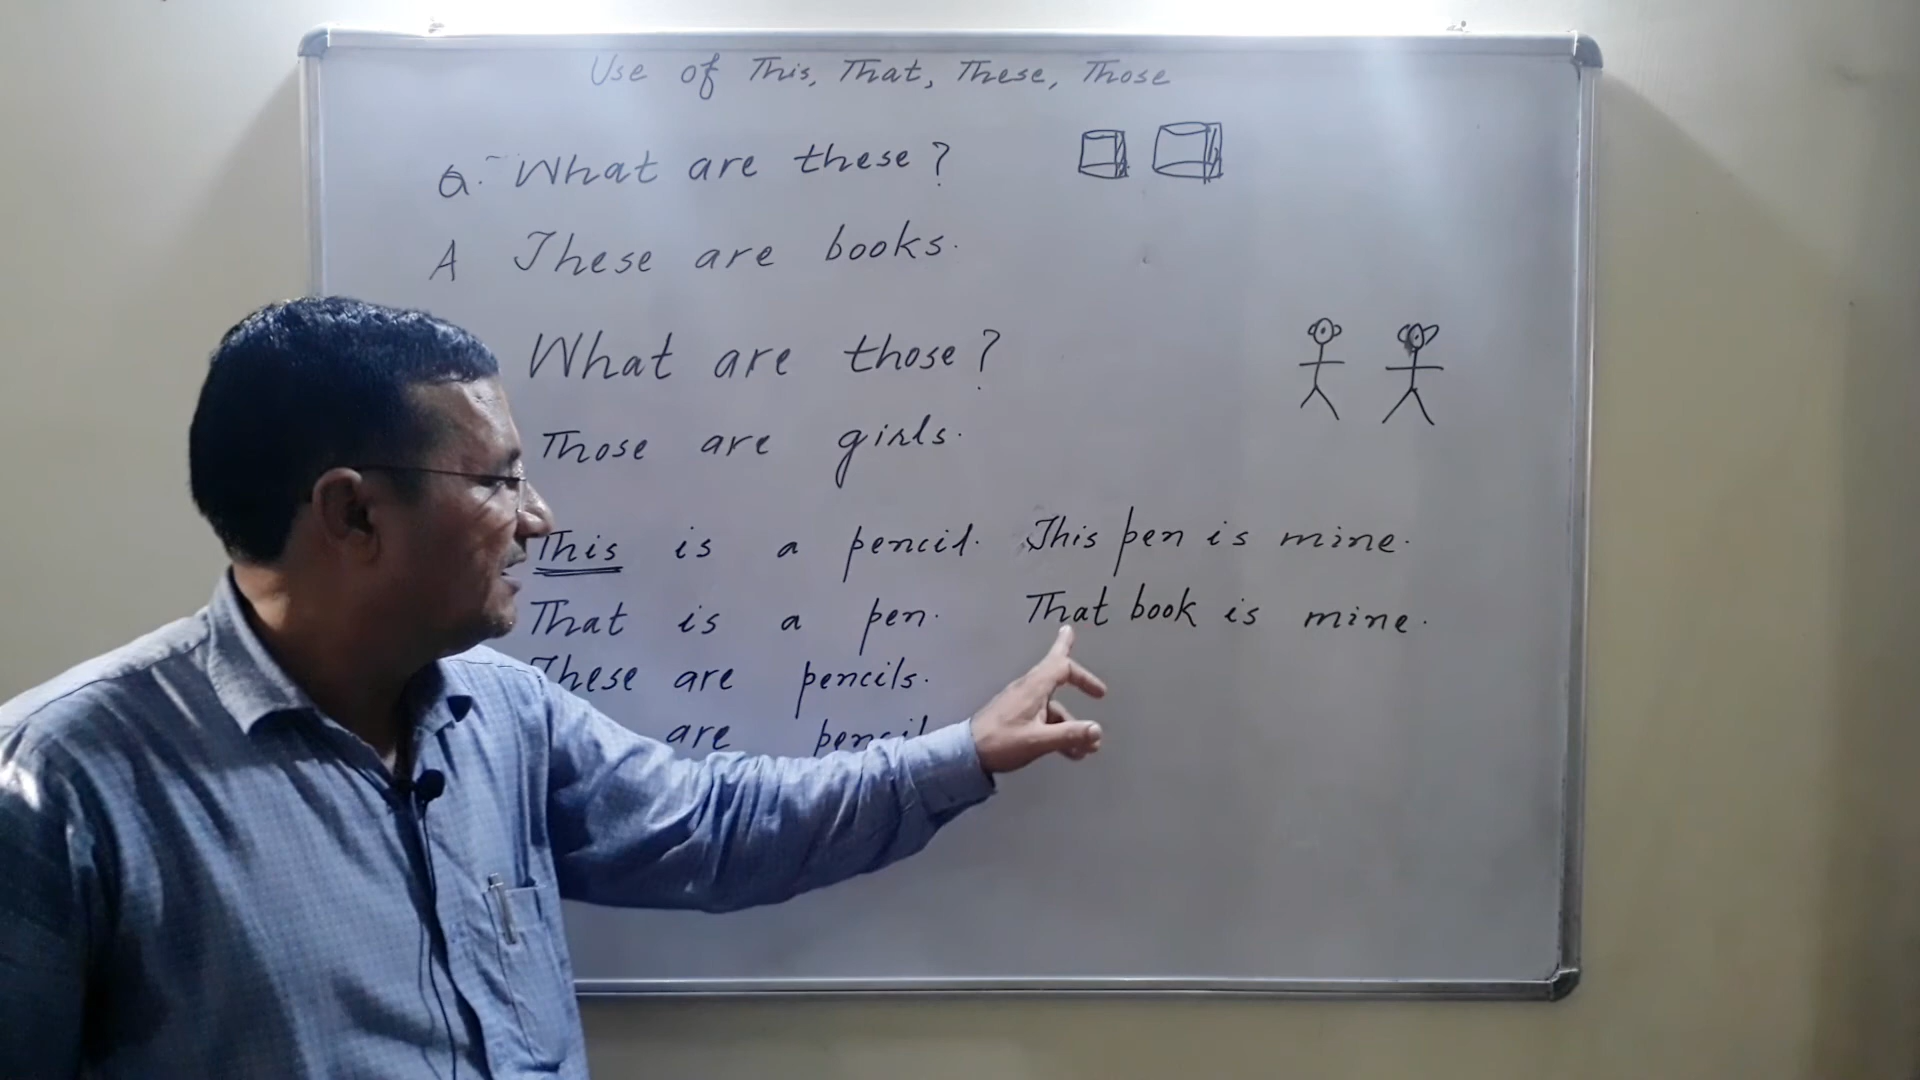 Use of This, That, These, Those
Q. What are these?
A These are books.
What are those?
Those are girls.
This is a pencil. This pen is mine.
That is a pen. That book is mine.
These are pencils.
are